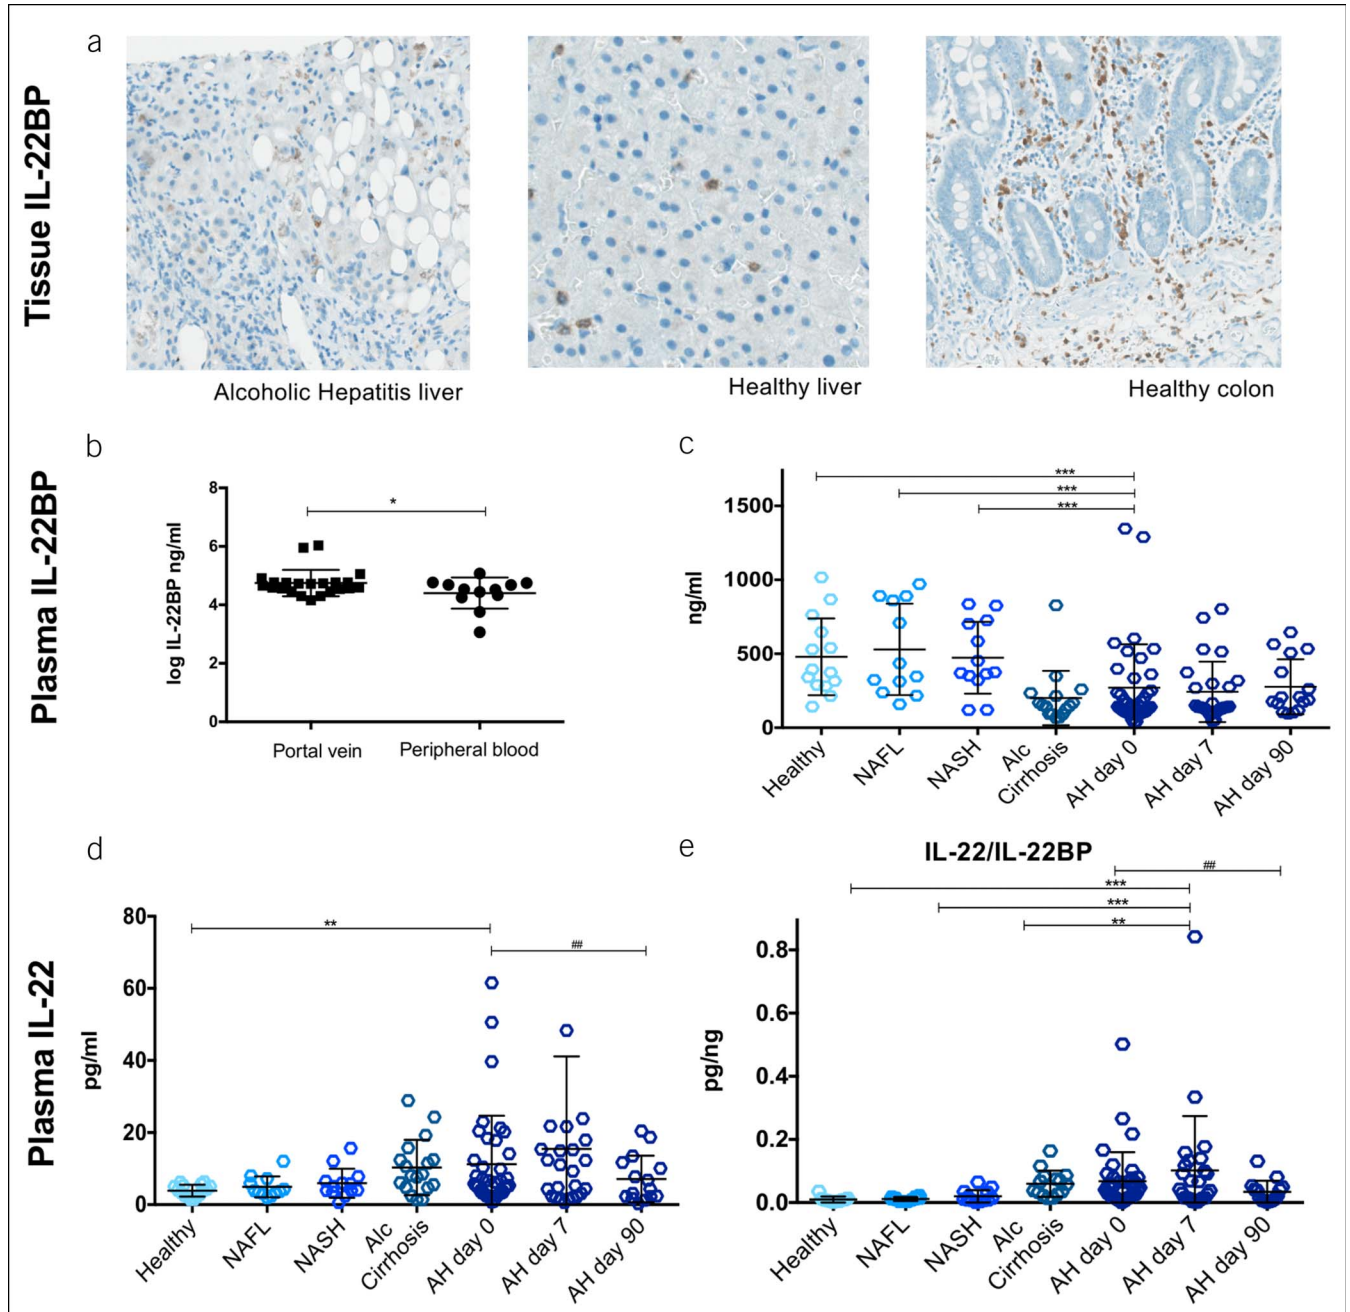 a
Tissue IL-22BP
Alcoholic Hepatitis liver
Healthy liver
Healthy colon
b
Plasma IL-22BP
log IL-22BP ng/ml
8
6
4
2
0
*
Portal vein
Peripheral blood
c
ng/ml
1500
1000
500
0
***
***
***
Healthy
NAFL
NASH
Alc
Cirrhosis
AH day 0
AH day 7
AH day 90
d
Plasma IL-22
pg/ml
80
60
40
20
0
**
##
Healthy
NAFL
NASH
Alc
Cirrhosis
AH day 0
AH day 7
AH day 90
e
IL-22/IL-22BP
##
***
***
**
pg/ng
0.8
0.6
0.4
0.2
0.0
Healthy
NAFL
NASH
Alc
Cirrhosis
AH day 0
AH day 7
AH day 90